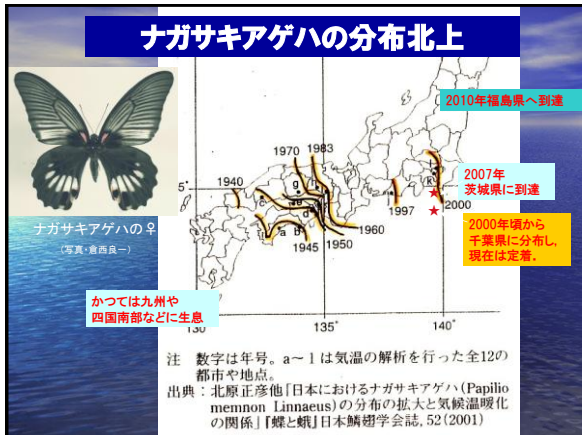 ナガサキアゲハの分布北上
2010年福島県へ到達
1970
1983
1940
2007年
茨城県に到達
1997
2000
1960
1950
1945
2000年頃から
千葉県に分布し,
現在は定着．
ナガサキアゲハの♀
(写真・倉西良一)
かつては九州や
四国南部などに生息
130
135°
140°
注 数字は年号。a～lは気温の解析を行った全12の
都市や地点。
出典：北原正彦他「日本におけるナガサキアゲハ(Papilio
memnon Linnaeus)の分布の拡大と気候温暖化
の関係」『蝶と蛾』日本鱗翅学会誌, 52(2001)